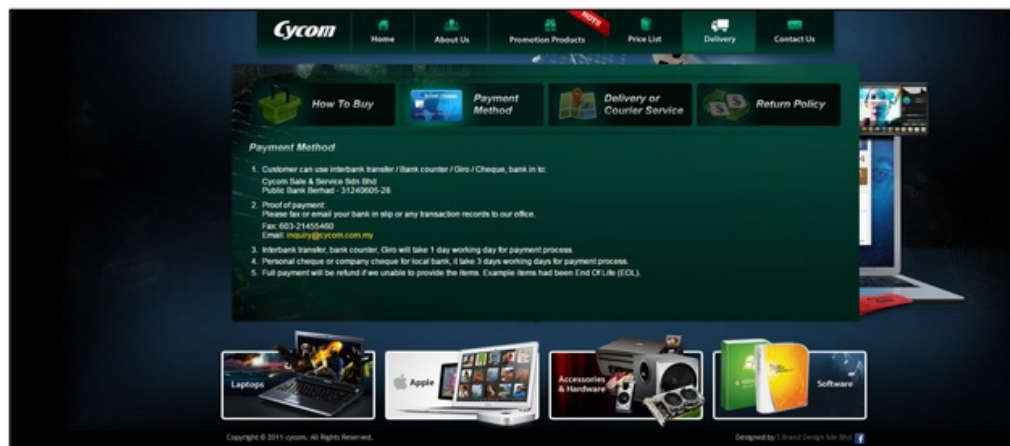 Cycom
Home
About Us
Promotion Products
HOTS
Price List
Delivery
Contact Us
How To Buy
Payment
Method
Delivery or
Courier Service
Return Policy
Payment Method
1. Customer can use interbank transfer / Bank counter / Giro / Cheque, bank in to:
Cycom Sale & Service Sdn Bhd
Public Bank Berhad - 31240605-28
2. Proof of payment:
Please fax or email your bank in slip or any transaction records to our office.
Fax: 603-21455460
Email: inquiry@cycom.com.my
3. Interbank transfer, bank counter, Giro will take 1 day working day for payment process.
4. Personal cheque or company cheque for local bank, it take 3 days working days for payment process.
5. Full payment will be refund if we unable to provide the items. Example items had been End Of Life (EOL).
Laptops
Apple
Accessories
& Hardware
Software
Copyright © 2011 cycom. All Rights Reserved.
Designed by S Brand Design Sdn Bhd